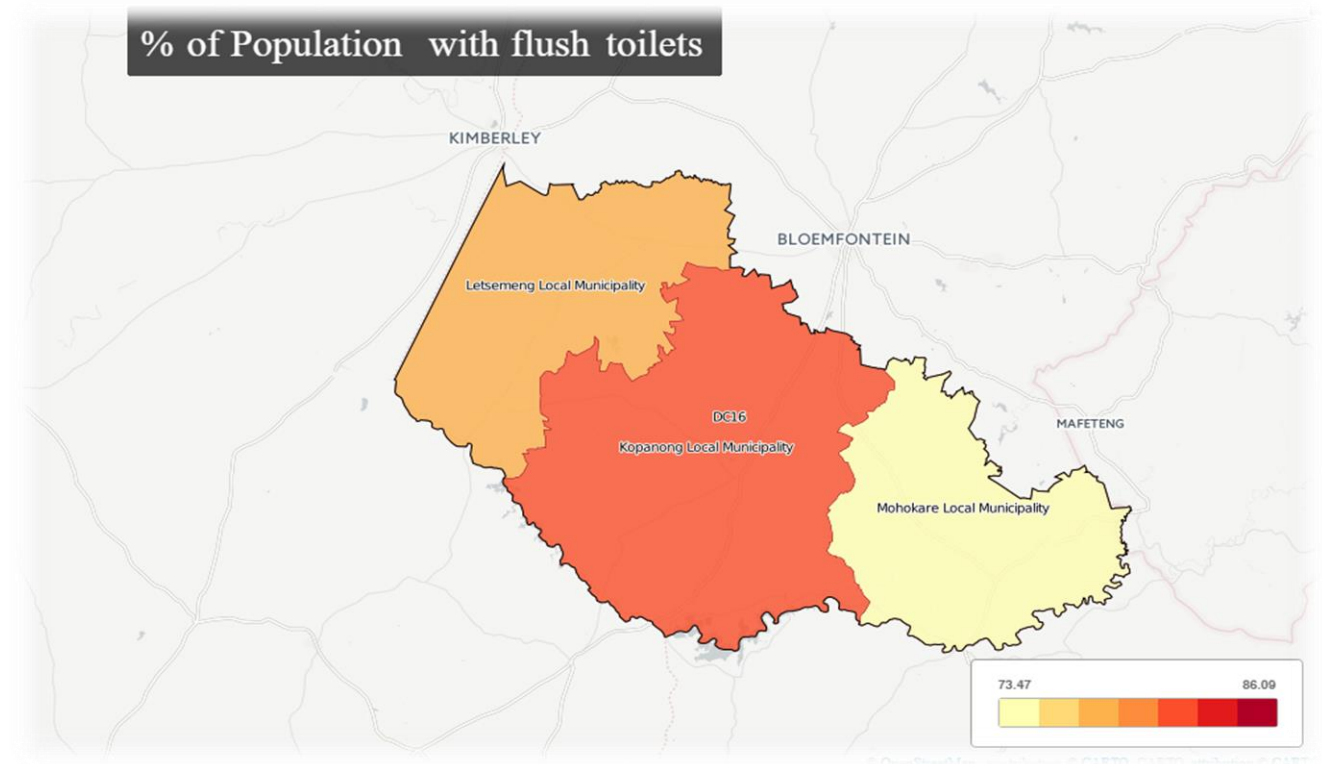 % of Population with flush toilets
KIMBERLEY
BLOEMFONTEIN
Letsemeng Local Municipality
DC16
Kopanong Local Municipality
MAFETENG
Mohokare Local Municipality
73.47 86.09